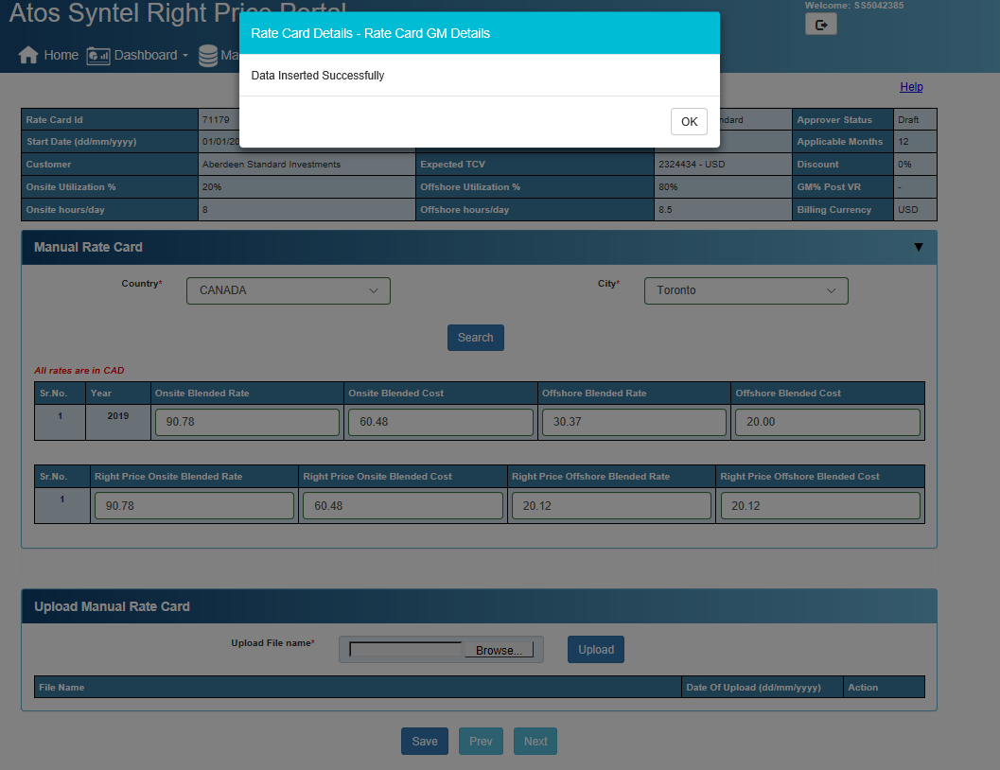 Atos Syntel Right Price Portal
Welcome: SS5042385
Home Dashboard Ma
Rate Card Details - Rate Card GM Details
Data Inserted Successfully
OK
Help
Rate Card Id 71179 Approver Status Draft
Start Date (dd/mm/yyyy) 01/01/20 Applicable Months 12
Customer Aberdeen Standard Investments Expected TCV 2324434 - USD Discount 0%
Onsite Utilization % 20% Offshore Utilization % 80% GM% Post VR -
Onsite hours/day 8 Offshore hours/day 8.5 Billing Currency USD
Manual Rate Card
Country* CANADA City* Toronto
Search
All rates are in CAD
Sr.No. Year Onsite Blended Rate Onsite Blended Cost Offshore Blended Rate Offshore Blended Cost
1 2019 90.78 60.48 30.37 20.00
Sr.No. Right Price Onsite Blended Rate Right Price Onsite Blended Cost Right Price Offshore Blended Rate Right Price Offshore Blended Cost
1 90.78 60.48 20.12 20.12
Upload Manual Rate Card
Upload File name* Browse... Upload
File Name Date Of Upload (dd/mm/yyyy) Action
Save Prev Next